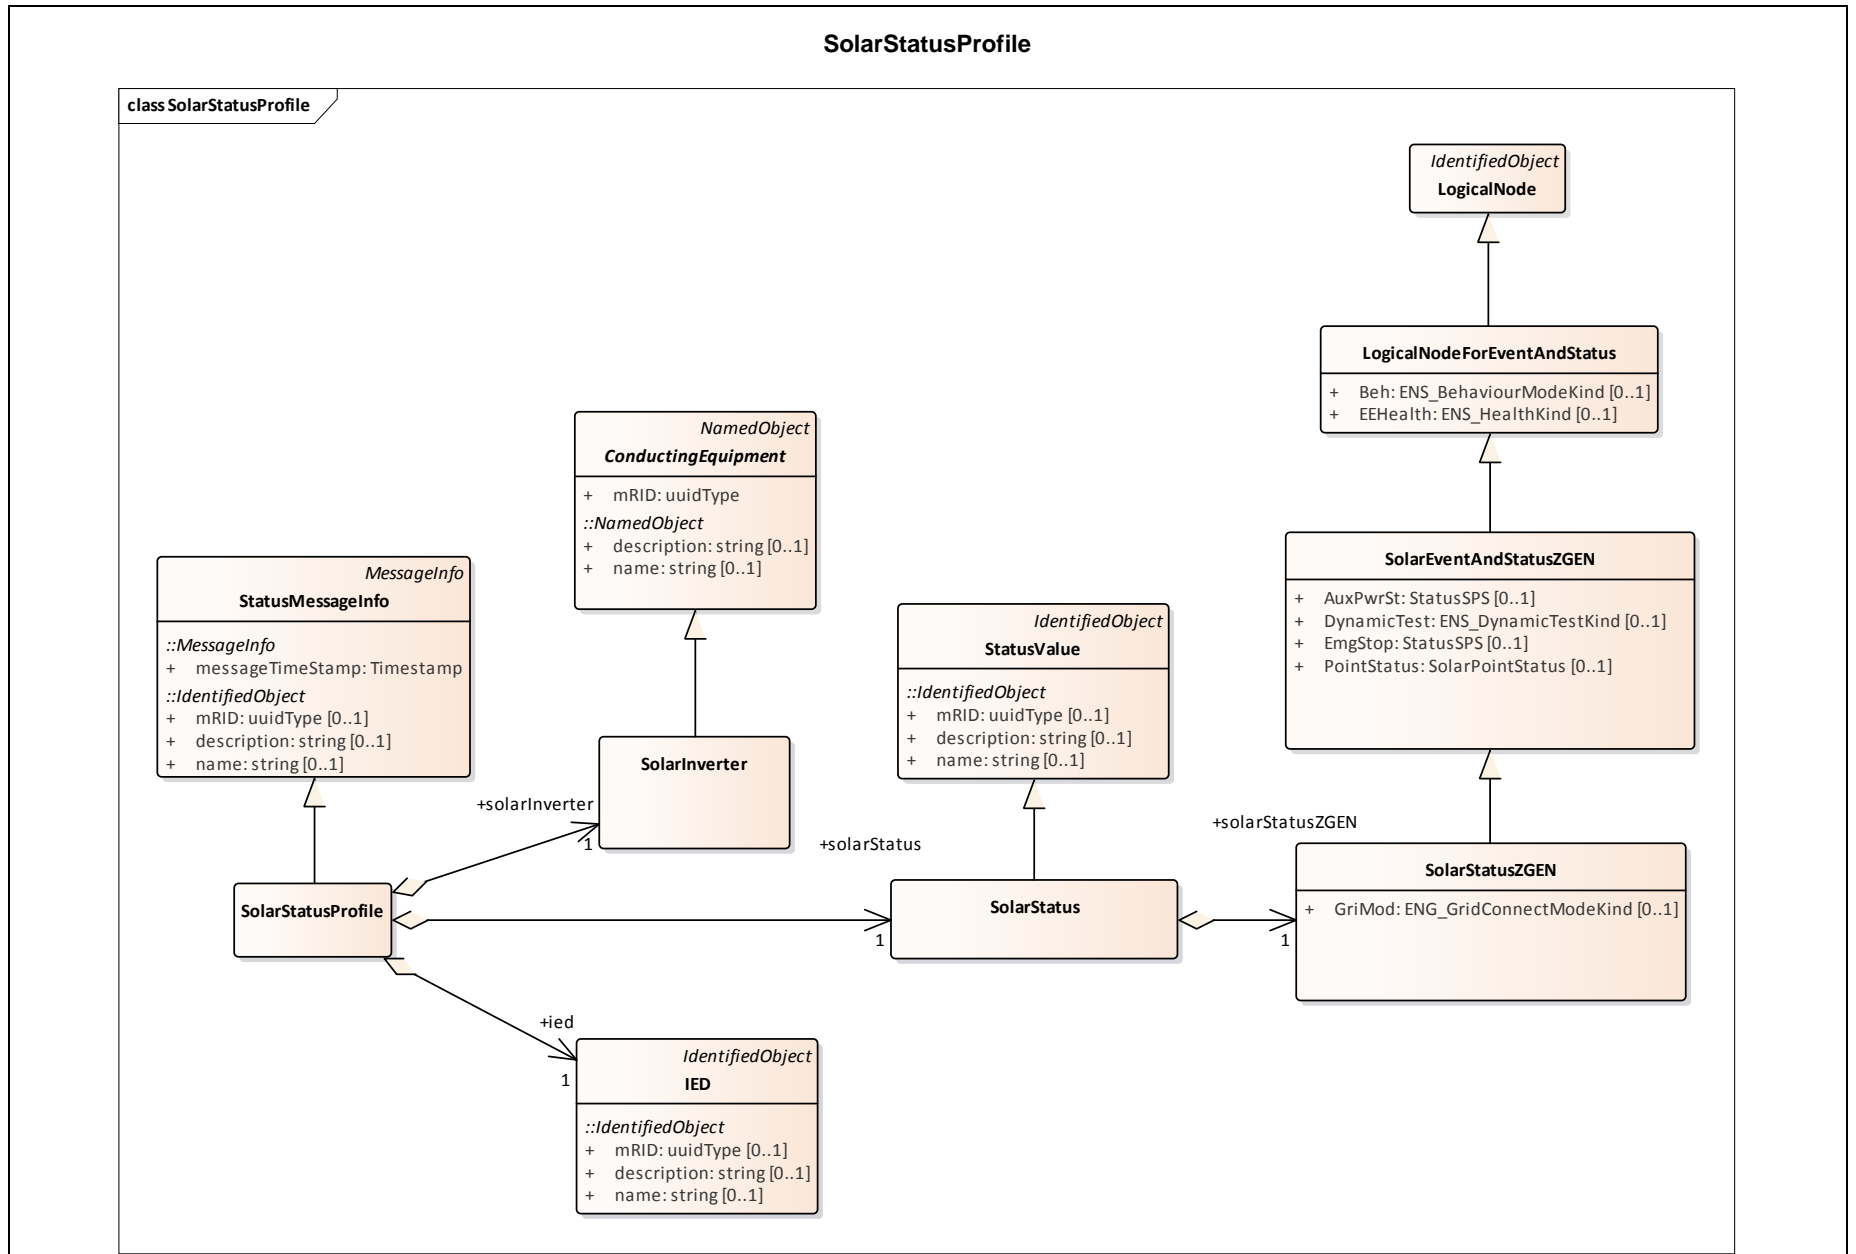 SolarStatusProfile
class SolarStatusProfile
IdentifiedObject
LogicalNode
LogicalNodeForEventAndStatus
+ Beh: ENS_BehaviourModeKind [0..1]
+ EEHealth: ENS_HealthKind [0..1]
NamedObject
ConductingEquipment
+ mRID: uuidType
::NamedObject
+ description: string [0..1]
+ name: string [0..1]
SolarEventAndStatusZGEN
+ AuxPwrSt: StatusSPS [0..1]
+ DynamicTest: ENS_DynamicTestKind [0..1]
+ EmgStop: StatusSPS [0..1]
+ PointStatus: SolarPointStatus [0..1]
MessageInfo
StatusMessageInfo
::MessageInfo
+ messageTimeStamp: Timestamp
::IdentifiedObject
+ mRID: uuidType [0..1]
+ description: string [0..1]
+ name: string [0..1]
IdentifiedObject
StatusValue
::IdentifiedObject
+ mRID: uuidType [0..1]
+ description: string [0..1]
+ name: string [0..1]
SolarInverter
+solarInverter
1
+solarStatus
+solarStatusZGEN
SolarStatusProfile
1
SolarStatus
1
SolarStatusZGEN
+ GriMod: ENG_GridConnectModeKind [0..1]
+ied
1
IdentifiedObject
IED
::IdentifiedObject
+ mRID: uuidType [0..1]
+ description: string [0..1]
+ name: string [0..1]